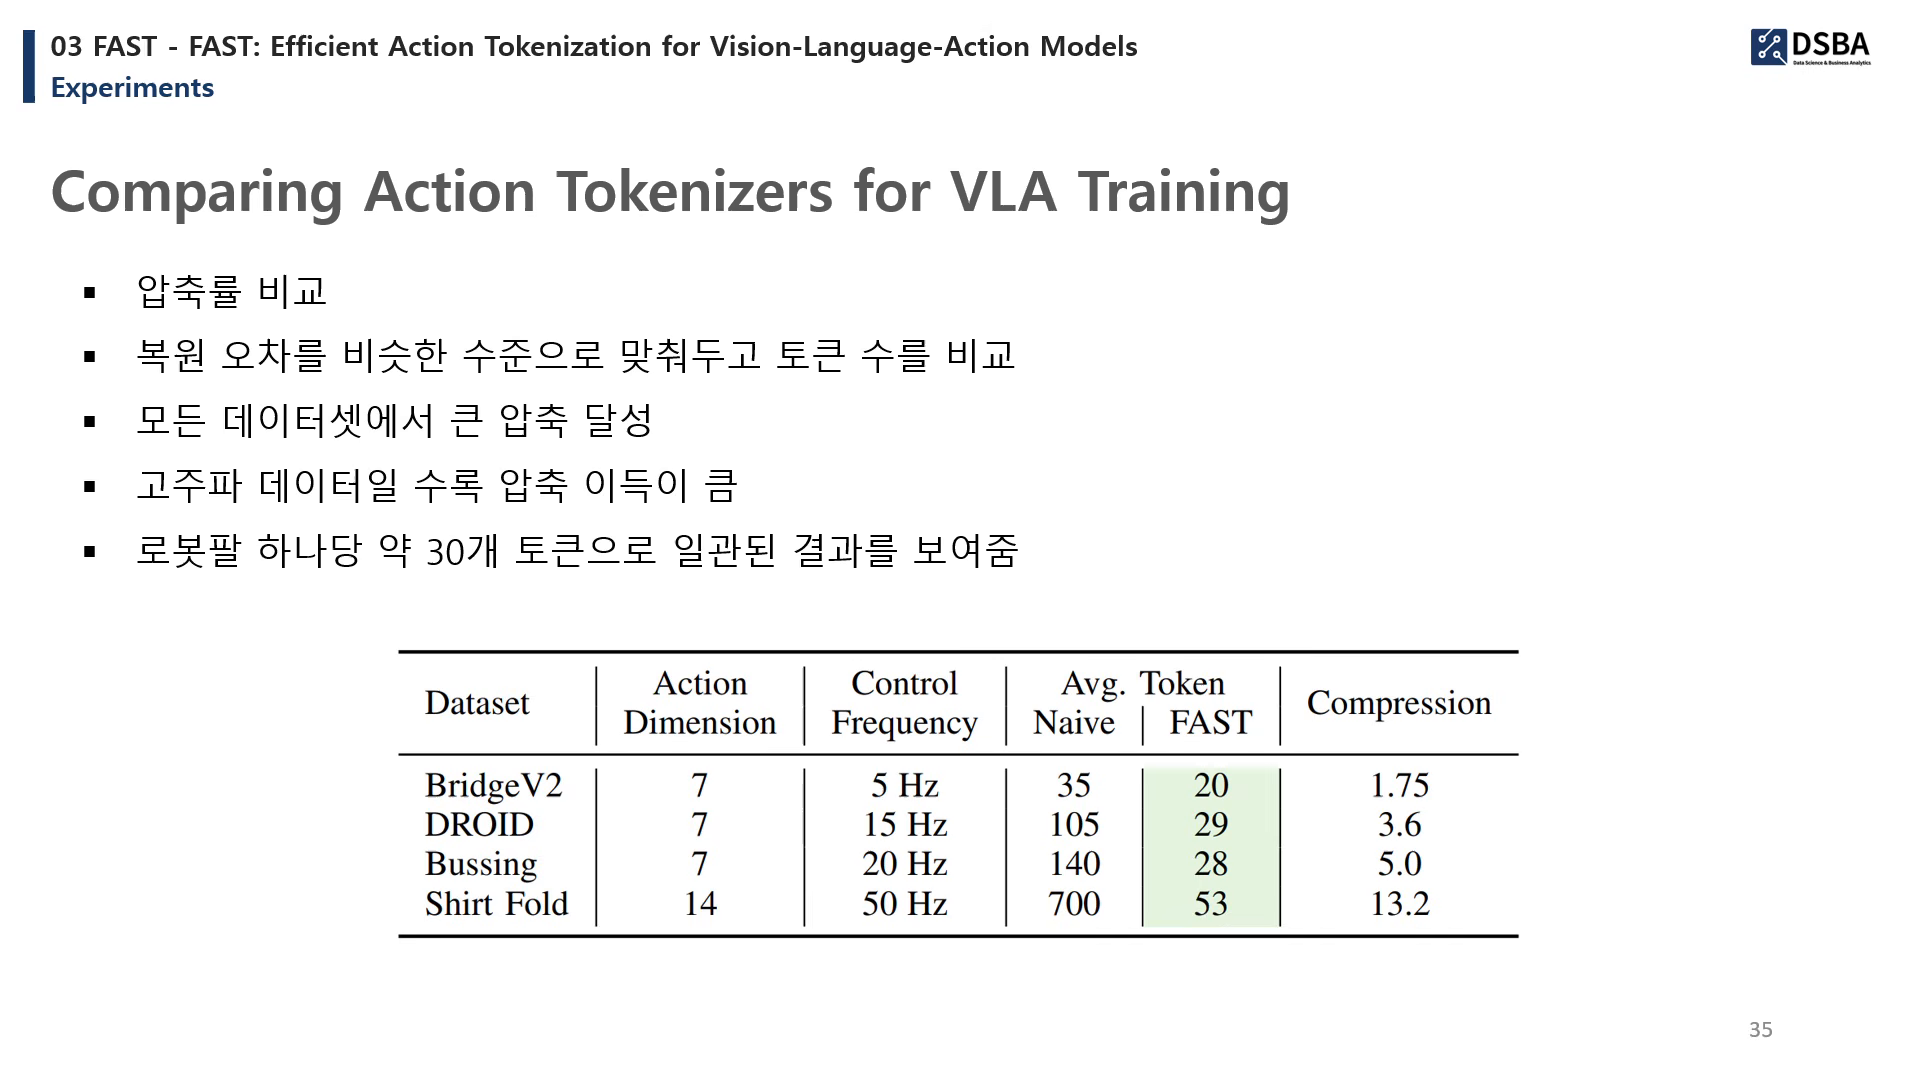 03 FAST - FAST: Efficient Action Tokenization for Vision-Language-Action Models
Experiments
DSBA
Data Science & Business Analytics
Comparing Action Tokenizers for VLA Training
▪ 압축률 비교
▪ 복원 오차를 비슷한 수준으로 맞춰두고 토큰 수를 비교
▪ 모든 데이터셋에서 큰 압축 달성
▪ 고주파 데이터일 수록 압축 이득이 큼
▪ 로봇팔 하나당 약 30개 토큰으로 일관된 결과를 보여줌
Dataset | Action Dimension | Control Frequency | Avg. Token Naive | FAST | Compression
BridgeV2 | 7 | 5 Hz | 35 | 20 | 1.75
DROID | 7 | 15 Hz | 105 | 29 | 3.6
Bussing | 7 | 20 Hz | 140 | 28 | 5.0
Shirt Fold | 14 | 50 Hz | 700 | 53 | 13.2
35